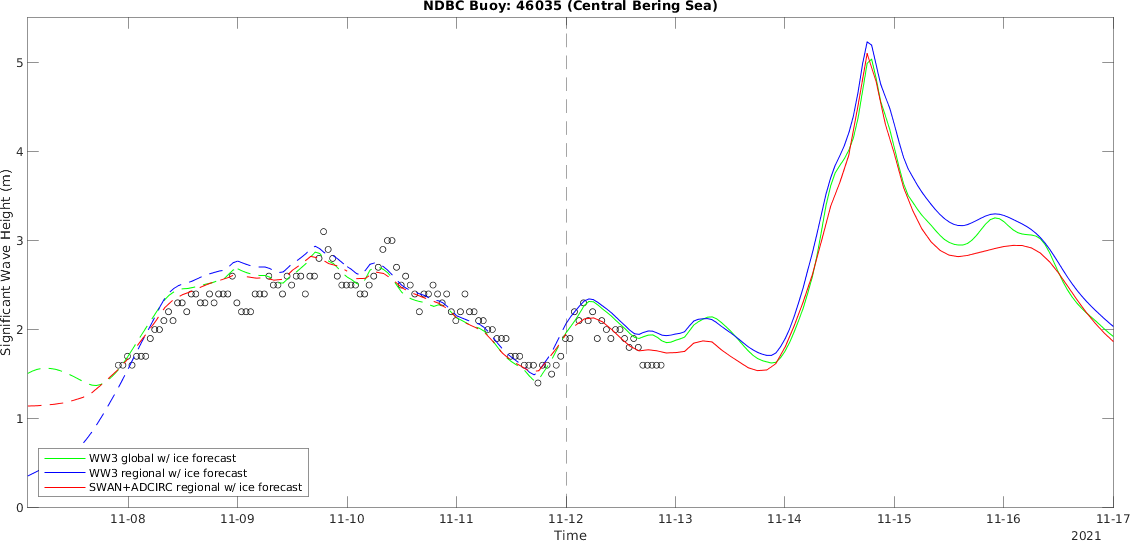 NDBC Buoy: 46035 (Central Bering Sea)
Significant Wave Height (m)
5
4
3
2
1
0
WW3 global w/ ice forecast
WW3 regional w/ ice forecast
SWAN+ADCIRC regional w/ ice forecast
11-08 11-09 11-10 11-11 11-12 11-13 11-14 11-15 11-16 11-17
Time
2021